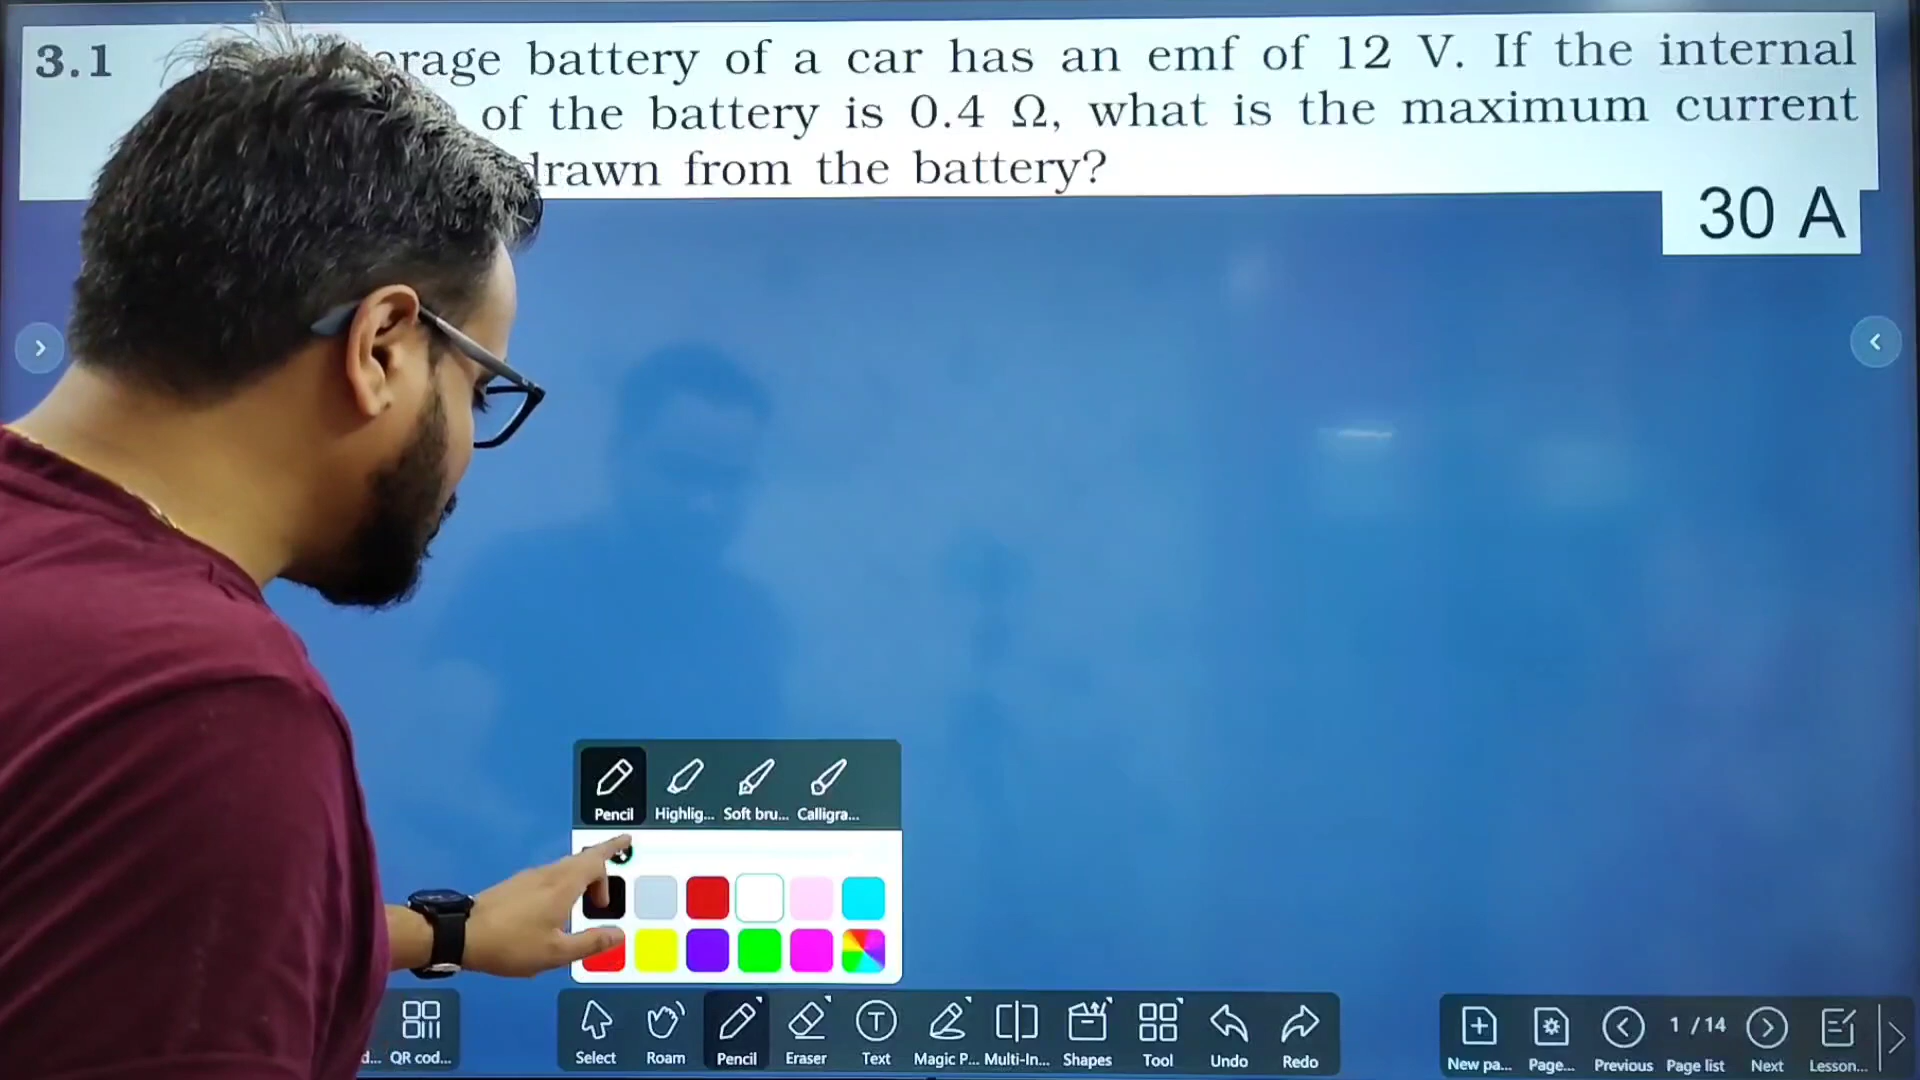 3.1 rage battery of a car has an emf of 12 V. If the internal
of the battery is 0.4 Ω, what is the maximum current
drawn from the battery?
30 A
Pencil Highlig... Soft bru... Calligra...
d... QR cod... Select Roam Pencil Eraser Text Magic P... Multi-In... Shapes Tool Undo Redo New pa... Page... Previous 1 /14 Page list Next Lesson...